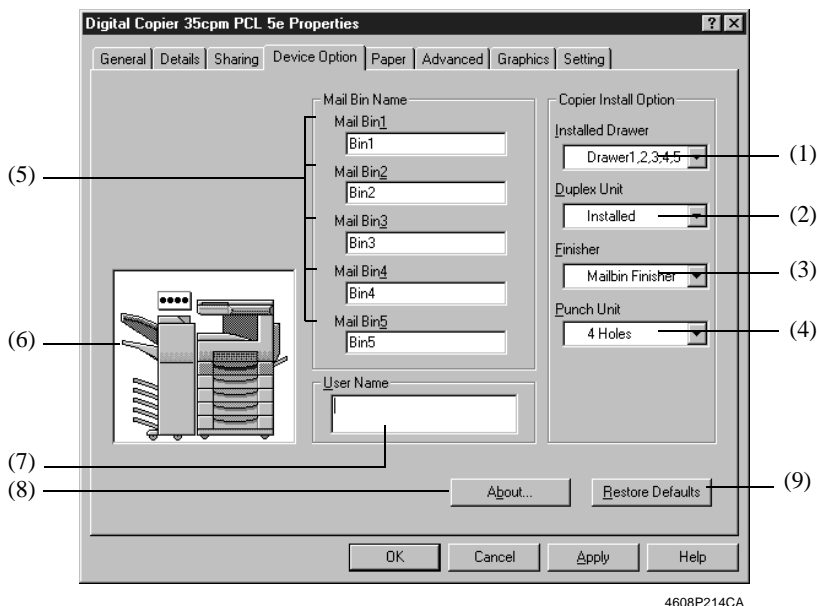 Digital Copier 35cpm PCL 5e Properties
General Details Sharing Device Option Paper Advanced Graphics Setting
Mail Bin Name
Mail Bin1
Bin1
Mail Bin2
Bin2
Mail Bin3
Bin3
Mail Bin4
Bin4
Mail Bin5
Bin5
User Name
Copier Install Option
Installed Drawer
Drawer1,2,3,4,5
Duplex Unit
Installed
Finisher
Mailbin Finisher
Punch Unit
4 Holes
(1)
(2)
(3)
(4)
(5)
(6)
(7)
(8)
(9)
About...
Restore Defaults
OK Cancel Apply Help
4608P214CA